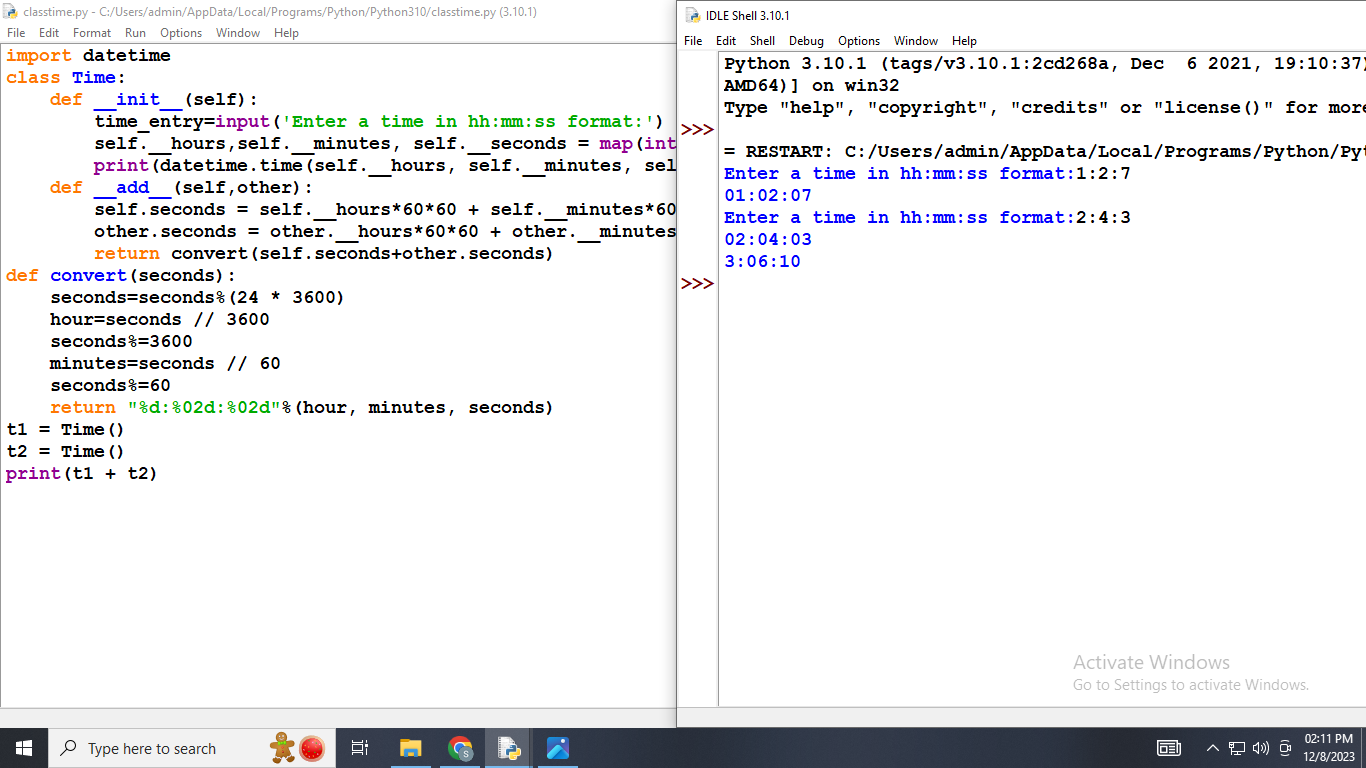 classtime.py - C:/Users/admin/AppData/Local/Programs/Python/Python310/classtime.py (3.10.1)
File Edit Format Run Options Window Help
import datetime
class Time:
    def __init__(self):
        time_entry=input('Enter a time in hh:mm:ss format:')
        self.__hours,self.__minutes, self.__seconds = map(int
        print(datetime.time(self.__hours, self.__minutes, sel
    def __add__(self,other):
        self.seconds = self.__hours*60*60 + self.__minutes*60
        other.seconds = other.__hours*60*60 + other.__minutes
        return convert(self.seconds+other.seconds)
def convert(seconds):
    seconds=seconds%(24 * 3600)
    hour=seconds // 3600
    seconds%=3600
    minutes=seconds // 60
    seconds%=60
    return "%d:%02d:%02d"%(hour, minutes, seconds)
t1 = Time()
t2 = Time()
print(t1 + t2)
IDLE Shell 3.10.1
File Edit Shell Debug Options Window Help
Python 3.10.1 (tags/v3.10.1:2cd268a, Dec  6 2021, 19:10:37)
AMD64)] on win32
Type "help", "copyright", "credits" or "license()" for more
>>>
= RESTART: C:/Users/admin/AppData/Local/Programs/Python/Pyt
Enter a time in hh:mm:ss format:1:2:7
01:02:07
Enter a time in hh:mm:ss format:2:4:3
02:04:03
3:06:10
>>>
Activate Windows
Go to Settings to activate Windows.
Type here to search
02:11 PM
12/8/2023